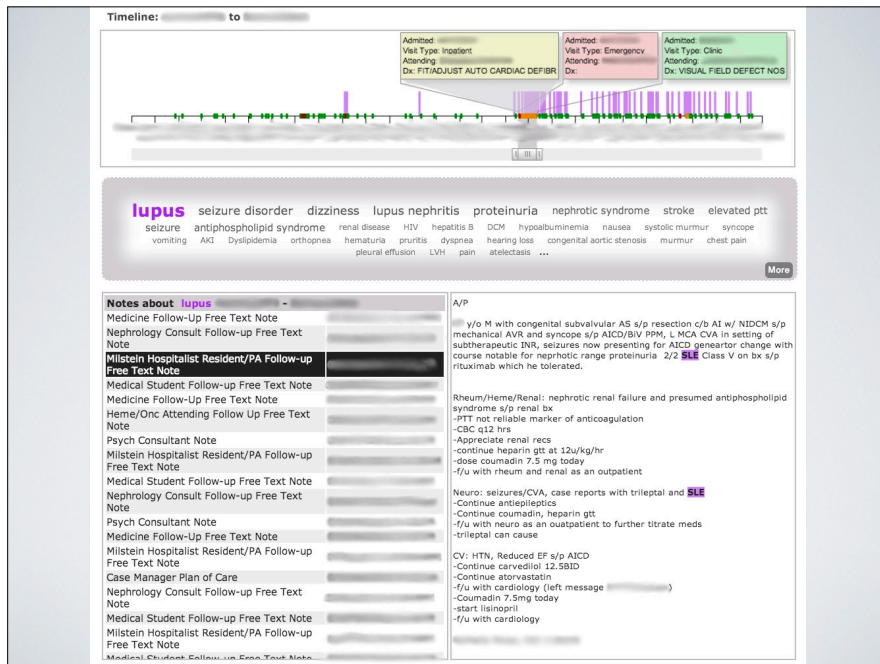 Timeline: to
Admitted:
Visit Type: Inpatient
Attending:
Dx: FIT/ADJUST AUTO CARDIAC DEFIBR
Admitted:
Visit Type: Emergency
Attending:
Dx:
Admitted:
Visit Type: Clinic
Attending:
Dx: VISUAL FIELD DEFECT NOS
lupus seizure disorder dizziness lupus nephritis proteinuria nephrotic syndrome stroke elevated ptt
seizure antiphospholipid syndrome renal disease HIV hepatitis B DCM hypoalbuminemia nausea systolic murmur syncope
vomiting AKI Dyslipidemia orthopnea hematuria pruritis dyspnea hearing loss congenital aortic stenosis murmur chest pain
pleural effusion LVH pain atelectasis ...
More
Notes about lupus -
Medicine Follow-Up Free Text Note
Nephrology Consult Follow-Up Free Text
Note
Milstein Hospitalist Resident/PA Follow-up
Free Text Note
Medical Student Follow-up Free Text Note
Medicine Follow-Up Free Text Note
Heme/Onc Attending Follow Up Free Text
Note
Psych Consultant Note
Milstein Hospitalist Resident/PA Follow-up
Free Text Note
Medical Student Follow-up Free Text Note
Nephrology Consult Follow-Up Free Text
Note
Psych Consultant Note
Medicine Follow-Up Free Text Note
Milstein Hospitalist Resident/PA Follow-up
Free Text Note
Case Manager Plan of Care
Nephrology Consult Follow-Up Free Text
Note
Medical Student Follow-up Free Text Note
Milstein Hospitalist Resident/PA Follow-up
Free Text Note
Medical Student Follow-up Free Text Note
A/P
y/o M with congenital subvalvular AS s/p resection c/b AI w/ NIDCM s/p
mechanical AVR and syncope s/p AICD/BiV PPM, L MCA CVA in setting of
subtherapeutic INR, seizures now presenting for AICD geneartor change with
course notable for neprhotic range proteinuria 2/2 SLE Class V on bx s/p
rituximab which he tolerated.
Rheum/Heme/Renal: nephrotic renal failure and presumed antiphospholipid
syndrome s/p renal bx
-PTT not reliable marker of anticoagulation
-CBC q12 hrs
-Appreciate renal recs
-continue heparin gtt at 12u/kg/hr
-dose coumadin 7.5 mg today
-f/u with rheum and renal as an outpatient
Neuro: seizures/CVA, case reports with trileptal and SLE
-Continue antiepileptics
-Continue coumadin, heparin gtt
-f/u with neuro as an ouatpatient to further titrate meds
-trileptal can cause
CV: HTN, Reduced EF s/p AICD
-Continue carvedilol 12.5BID
-Continue atorvastatin
-f/u with cardiology (left message )
-Coumadin 7.5mg today
-start lisinopril
-f/u with cardiology